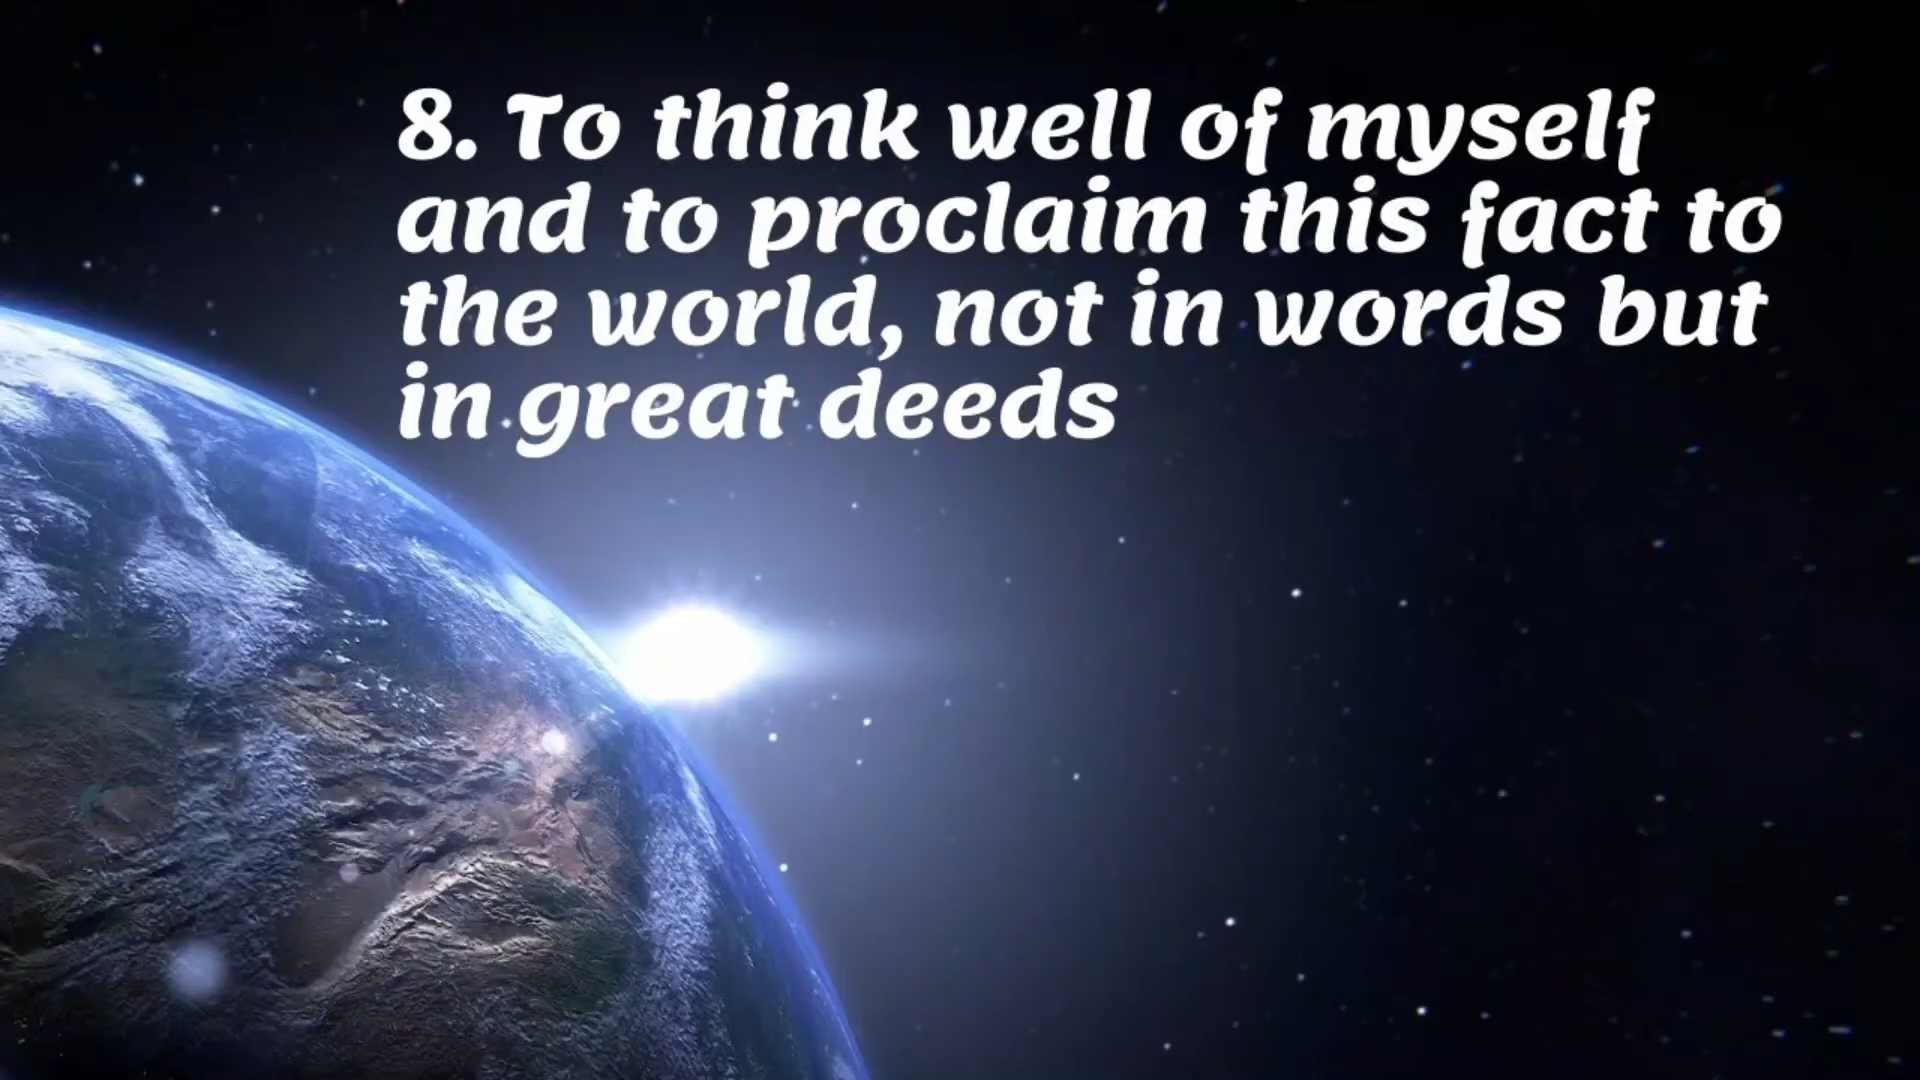 8. To think well of myself
and to proclaim this fact to
the world, not in words but
in great deeds